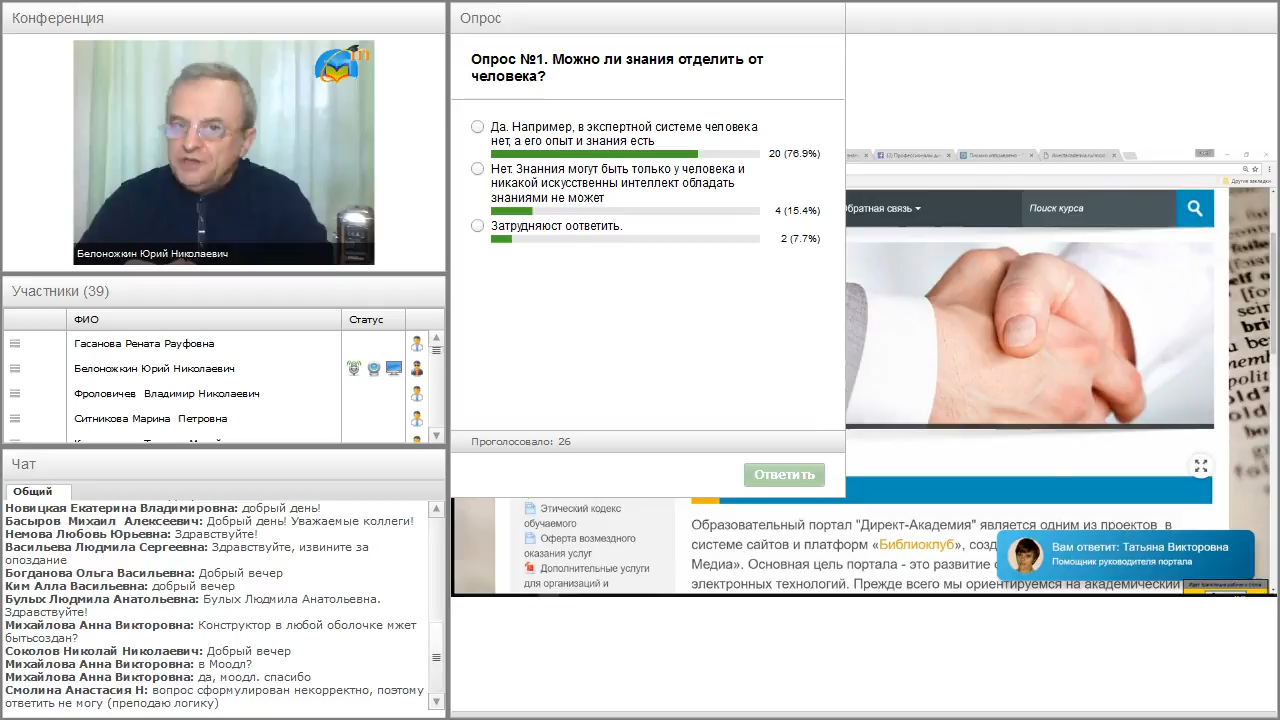 Конференция
Белоножкин Юрий Николаевич
Участники (39)
ФИО
Статус
Гасанова Рената Рауфовна
Белоножкин Юрий Николаевич
Фроловичев Владимир Николаевич
Ситникова Марина Петровна
Чат
Общий
Новицкая Екатерина Владимировна: добрый день!
Басыров Михаил Алексеевич: Добрый день! Уважаемые коллеги!
Немова Любовь Юрьевна: Здравствуйте!
Васильева Людмила Сергеевна: Здравствуйте, извините за
опоздание
Богданова Ольга Васильевна: Добрый вечер
Ким Алла Васильевна: добрый вечер
Булых Людмила Анатольевна: Булых Людмила Анатольевна.
Здравствуйте!
Михайлова Анна Викторовна: Конструктор в любой оболочке мжет
бытьсоздан?
Соколов Николай Николаевич: Добрый вечер
Михайлова Анна Викторовна: в Моодл?
Михайлова Анна Викторовна: да, моодл. спасибо
Смолина Анастасия Н: вопрос сформулирован некорректно, поэтому
ответить не могу (преподаю логику)
Опрос
Опрос №1. Можно ли знания отделить от
человека?
Да. Например, в экспертной системе человека
нет, а его опыт и знания есть
20 (76.9%)
Нет. Знанния могут быть только у человека и
никакой искусственны интеллект обладать
знаниями не может
4 (15.4%)
Затрудняюст оответить.
2 (7.7%)
Проголосовало: 26
Ответить
Другие закладки
братная связь
Поиск курса
Этический кодекс
обучаемого
Оферта возмездного
оказания услуг
Дополнительные услуги
для организаций и
Образовательный портал "Директ-Академия" является одним из проектов в
системе сайтов и платформ «Библиоклуб», созд
Медиа». Основная цель портала - это развитие
электронных технологий. Прежде всего мы ориентируемся на академический
Вам ответит: Татьяна Викторовна
Помощник руководителя портала